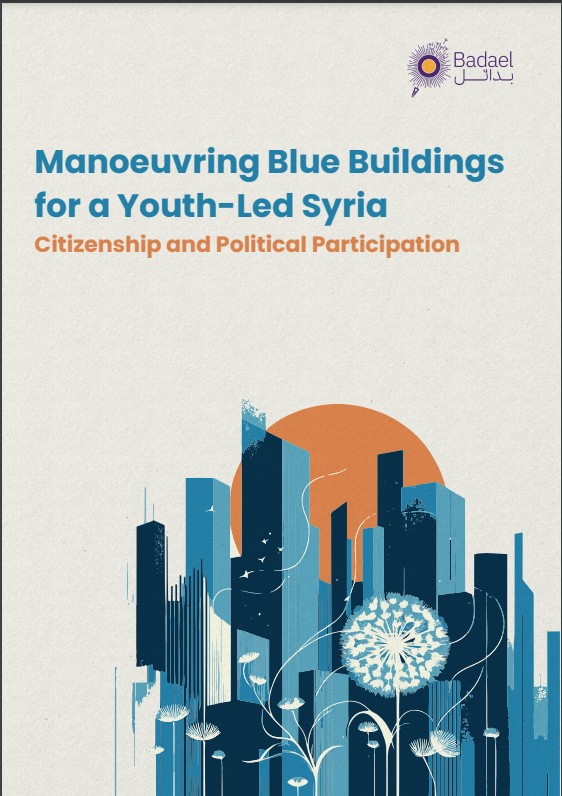 Badael
بدائل
Manoeuvring Blue Buildings
for a Youth-Led Syria
Citizenship and Political Participation